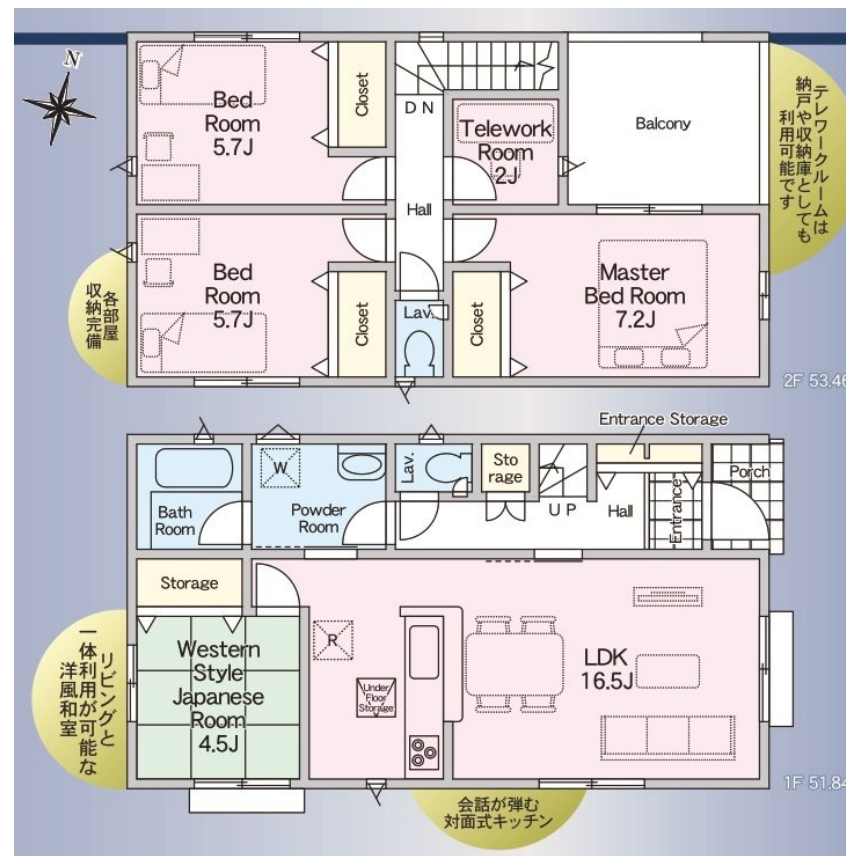 N
Bed
Room
5.7J
Closet
DN
Telework
Room
2J
Balcony
テレワークルームは
納戸や収納庫としても
利用可能です
Hall
Bed
Room
5.7J
Closet
Lav.
Closet
Master
Bed Room
7.2J
各部屋
収納完備
2F 53.46
Entrance Storage
Bath
Room
W
Powder
Room
Lav.
Sto
rage
UP
Hall
Entrance
Porch
Storage
Western
Style
Japanese
Room
4.5J
R
Under
Floor
Storage
LDK
16.5J
リビングと
一体利用が可能な
洋風和室
1F 51.84
会話が弾む
対面式キッチン